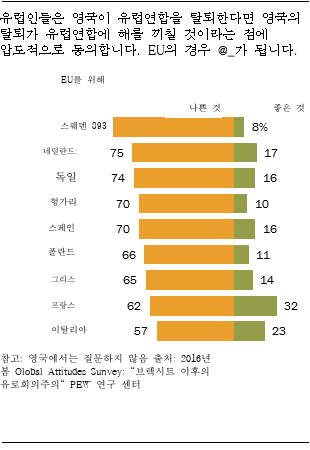 유럽인들은 영국이 유럽연합을 탈퇴한다면 영국의
탈퇴가 유럽연합에 해를 끼칠 것이라는 점에
압도적으로 동의합니다. EU의 경우 @_가 됩니다.
EU를 위해
나쁜 것 좋은 것
스웨덴 893 8%
네덜란드: 75 17
독일 74 16
헝가리 70 10
스페인 70 16
폴란드 66 11
그리스 65 14
프랑스 62 32
이탈리아 57 23
참고: 영국에서는 질문하지 않음 출처: 2016년
봄 Global Attitudes Survey: "브렉시트 이후의
유로회의주의" PEW 연구 센터